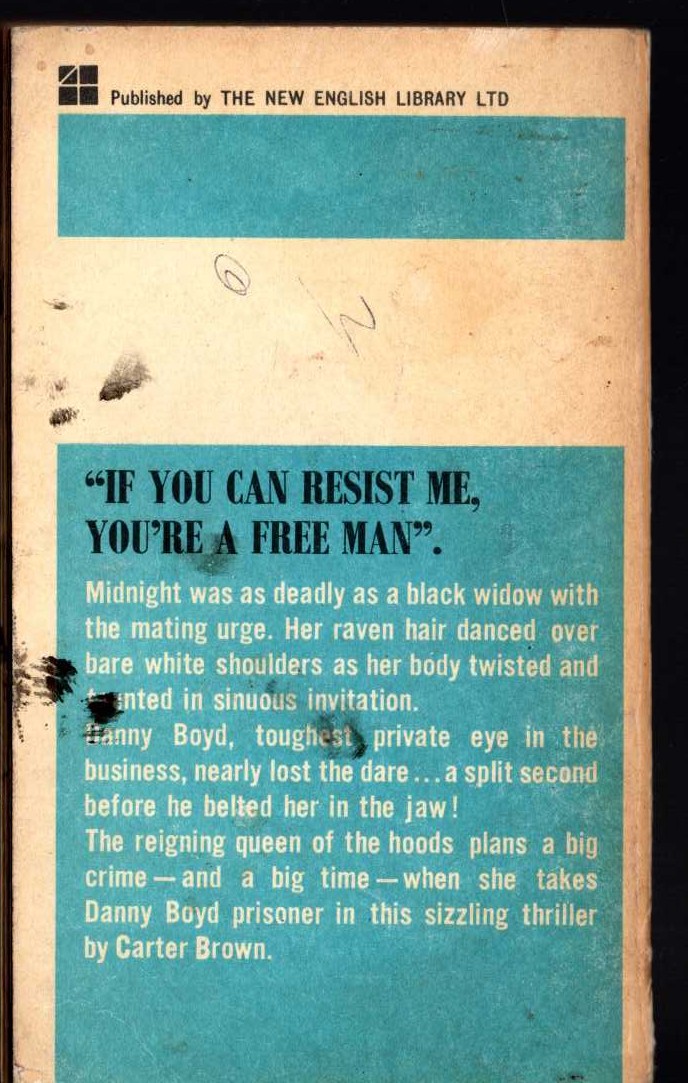 Published by THE NEW ENGLISH LIBRARY LTD
“IF YOU CAN RESIST ME,
YOU’RE A FREE MAN”.
Midnight was as deadly as a black widow with
the mating urge. Her raven hair danced over
bare white shoulders as her body twisted and
taunted in sinuous invitation.
Danny Boyd, toughest private eye in the
business, nearly lost the dare...a split second
before he belted her in the jaw!
The reigning queen of the hoods plans a big
crime—and a big time—when she takes
Danny Boyd prisoner in this sizzling thriller
by Carter Brown.